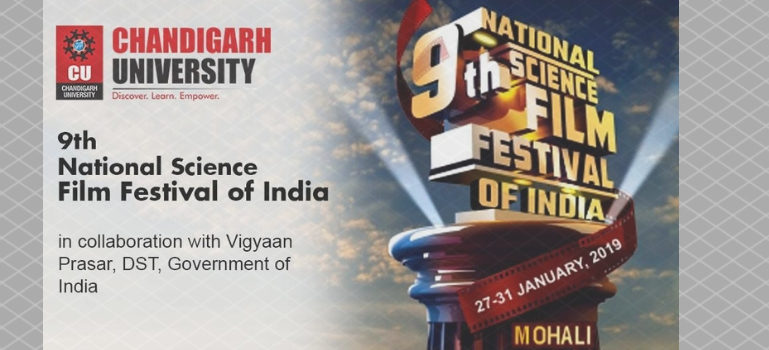 CHANDIGARH
UNIVERSITY
Discover. Learn. Empower.
CU
CHANDIGARH
UNIVERSITY
9th
National Science
Film Festival of India
in collaboration with Vigyaan
Prasar, DST, Government of
India
9th
NATIONAL
SCIENCE
FILM
FESTIVAL
OF INDIA
27-31 JANUARY, 2019
MOHALI